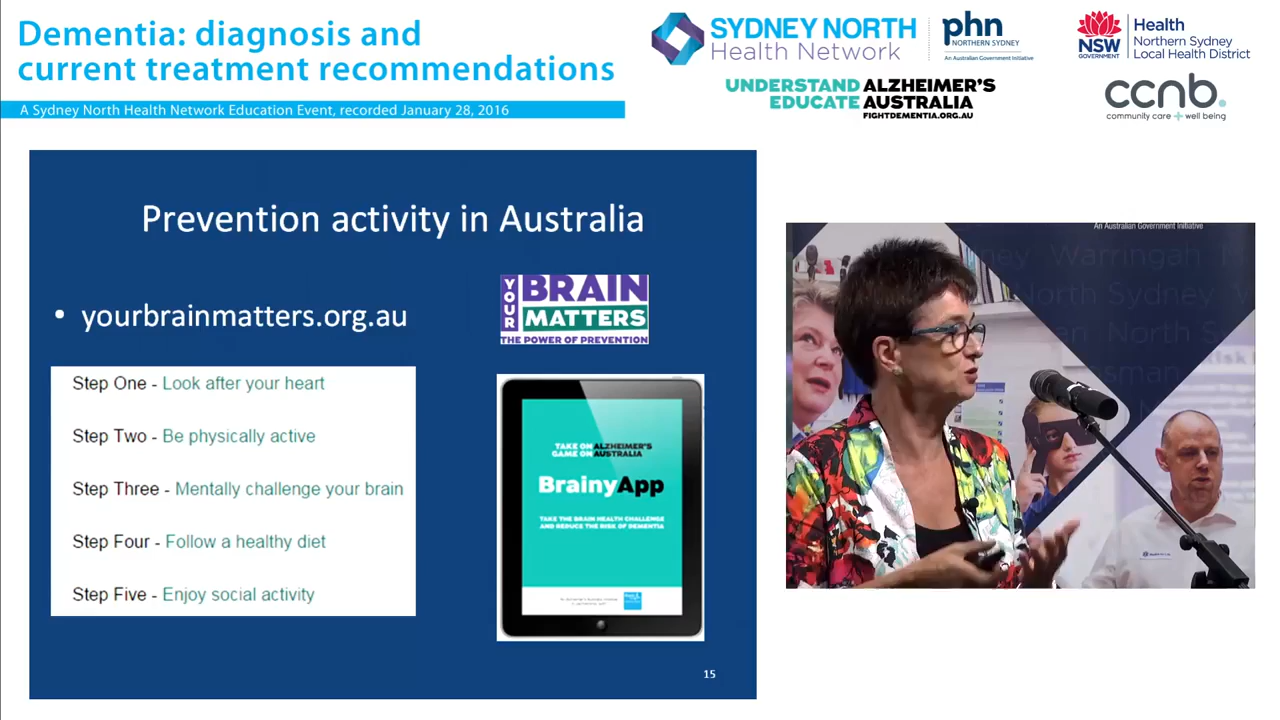 Dementia: diagnosis and
current treatment recommendations
A Sydney North Health Network Education Event, recorded January 28, 2016
SYDNEY NORTH
Health Network
phn
NORTHERN SYDNEY
An Australian Government Initiative
NSW
GOVERNMENT
Health
Northern Sydney
Local Health District
UNDERSTAND ALZHEIMER'S
EDUCATE AUSTRALIA
FIGHTDEMENTIA.ORG.AU
ccnb.
community care + well being
Prevention activity in Australia
• yourbrainmatters.org.au
YOUR
BRAIN
MATTERS
THE POWER OF PREVENTION
Step One - Look after your heart
Step Two - Be physically active
Step Three - Mentally challenge your brain
Step Four - Follow a healthy diet
Step Five - Enjoy social activity
TAKE ON ALZHEIMER'S
GAME ON AUSTRALIA
BrainyApp
TAKE THE BRAIN HEALTH CHALLENGE
AND REDUCE THE RISK OF DEMENTIA
15
An Australian Government Initiative
Warringah
North Sydney